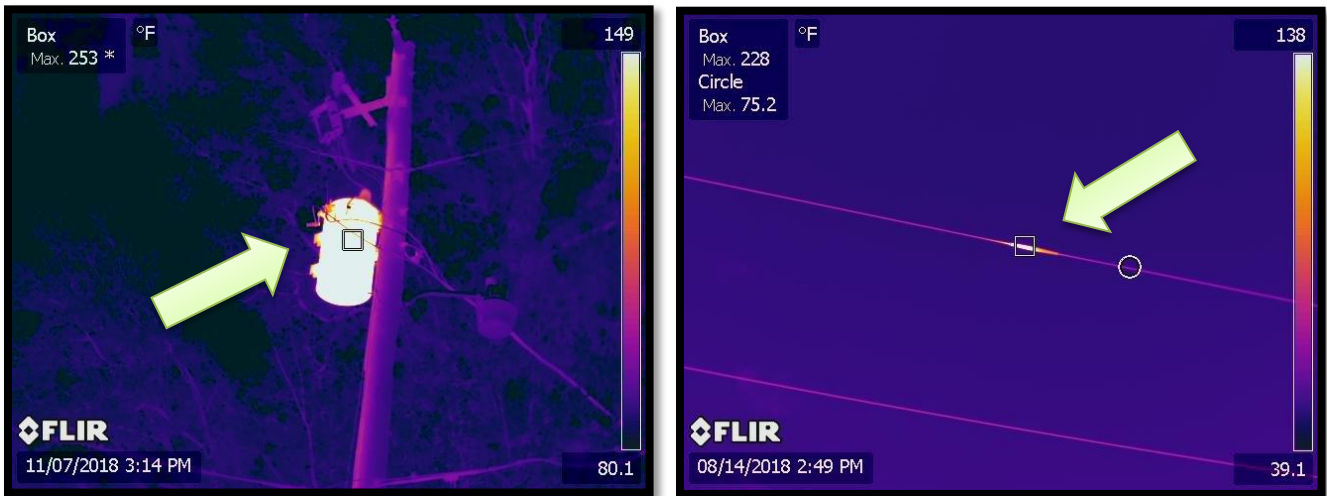 Box
Max. 253 *
°F
149
FLIR
11/07/2018 3:14 PM
80.1
Box
Max. 228
Circle
Max. 75.2
°F
138
FLIR
08/14/2018 2:49 PM
39.1